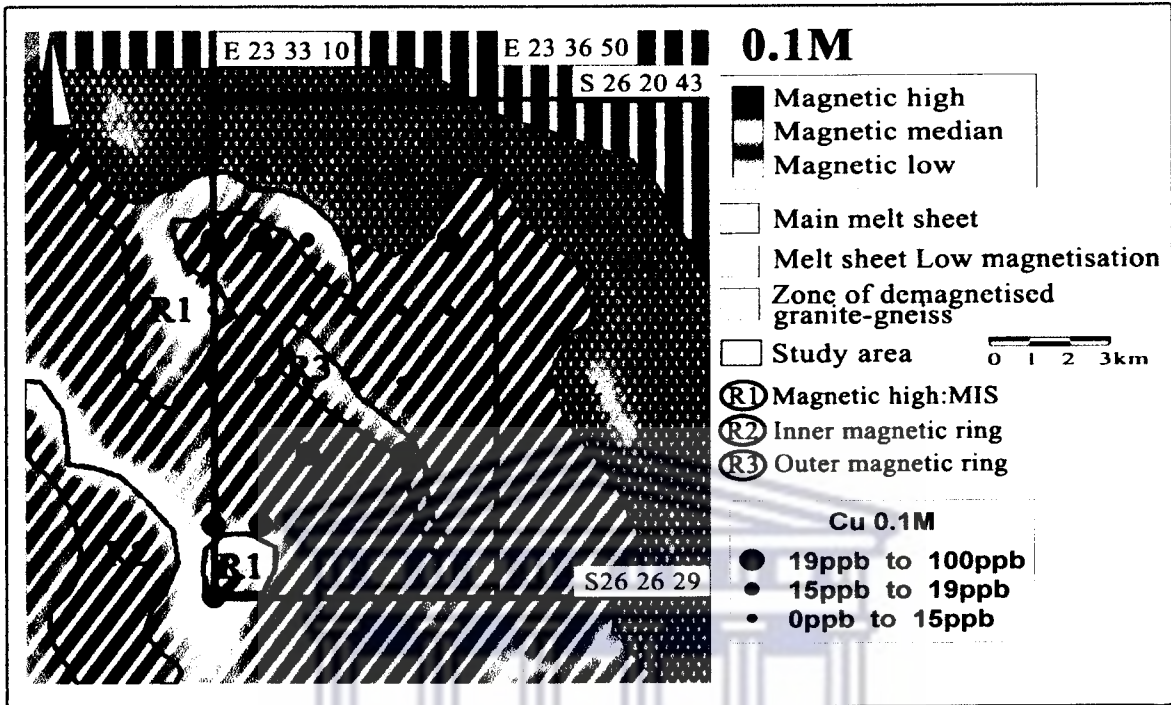 E 23 33 10
E 23 36 50
S 26 20 43
R1
R3
R1
S26 26 29
0.1M
Magnetic high
Magnetic median
Magnetic low
Main melt sheet
Melt sheet Low magnetisation
Zone of demagnetised
granite-gneiss
Study area
0 1 2 3km
R1 Magnetic high:MIS
R2 Inner magnetic ring
R3 Outer magnetic ring
Cu 0.1M
19ppb to 100ppb
15ppb to 19ppb
0ppb to 15ppb